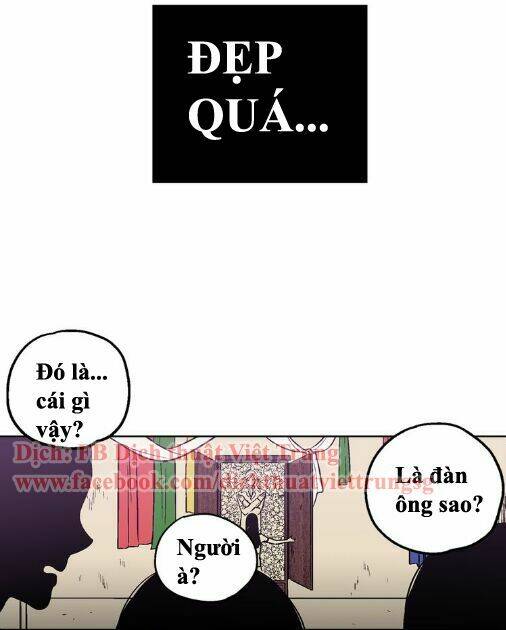 ĐẸP
QUÁ...
Đó là...
cái gì
vậy?
Dịch: FB Dịch thuật Việt Trung
www.facebook.com/dichthuatviettrungsg
Là đàn
ông sao?
Người
à?